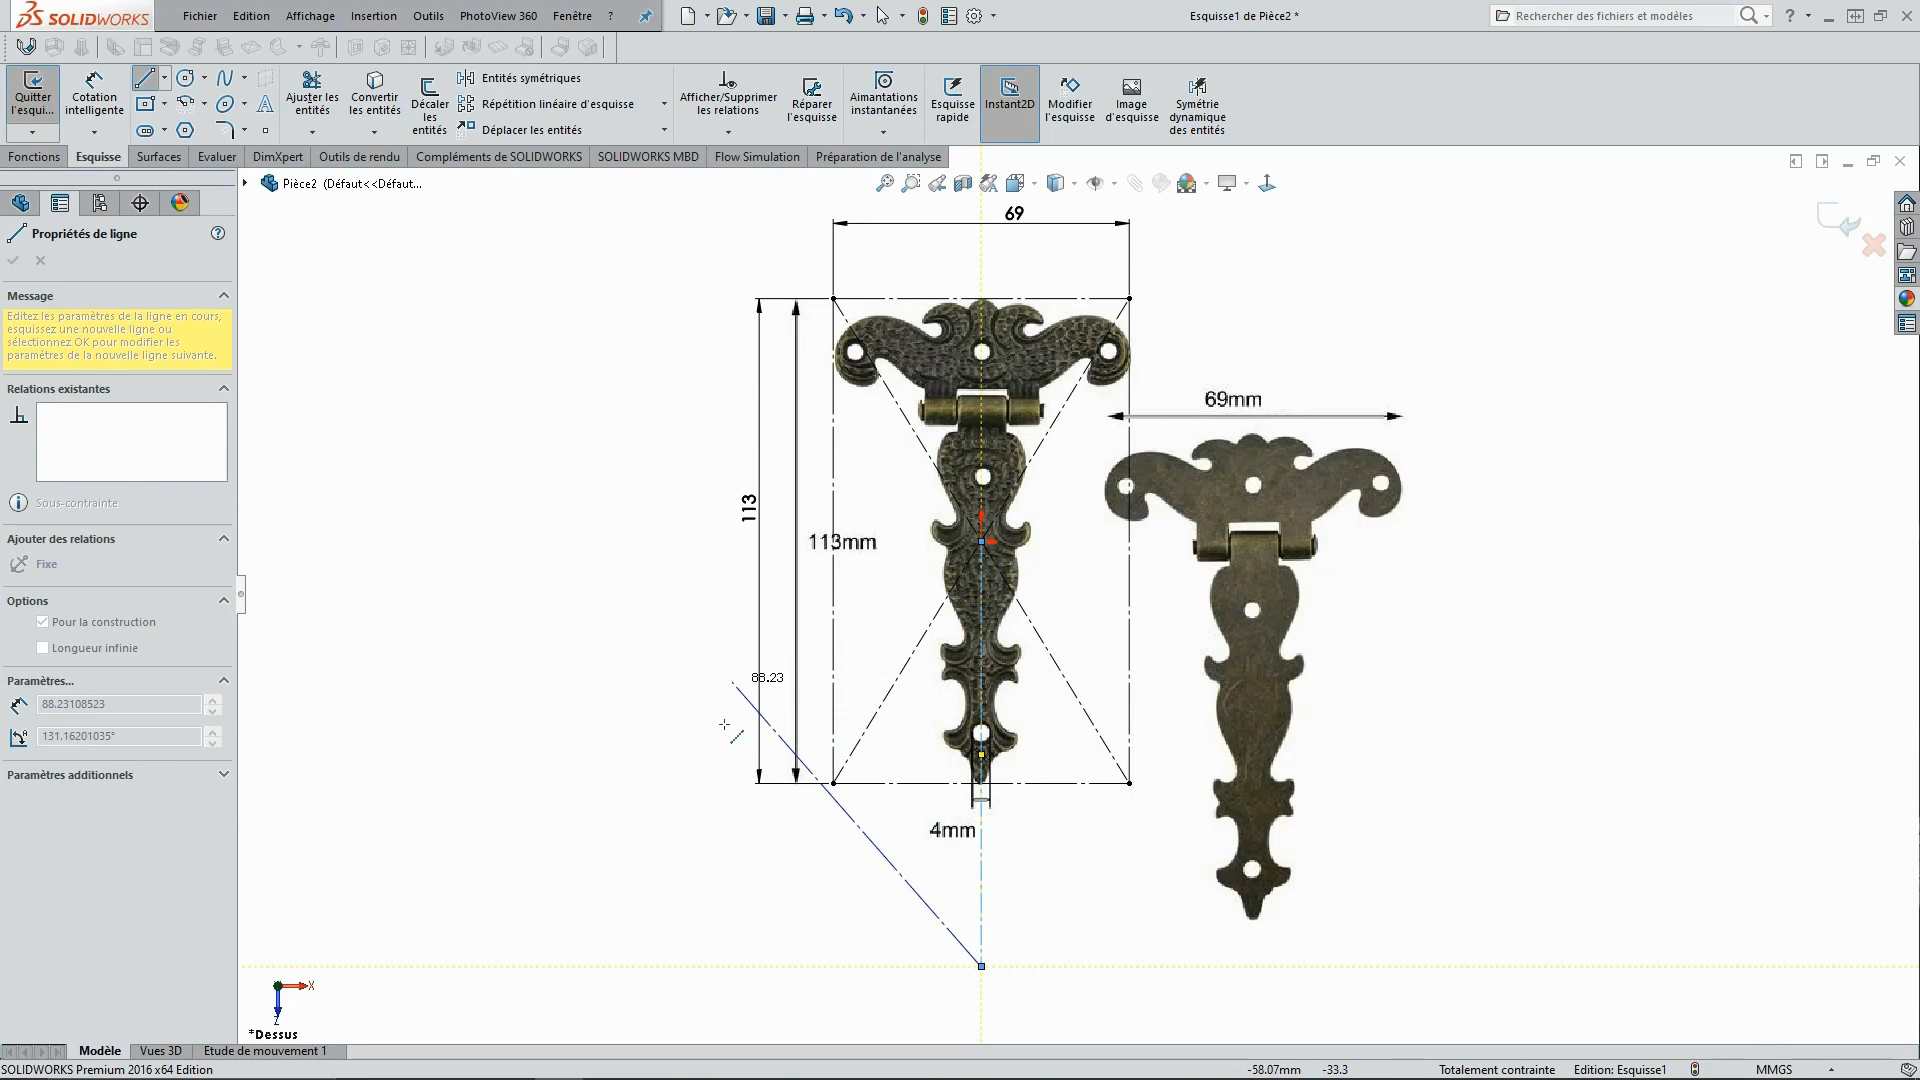 SOLIDWORKS
Fichier Edition Affichage Insertion Outils PhotoView 360 Fenêtre ?
Esquisse1 de Pièce2 *
Rechercher des fichiers et modèles
Quitter l'esqui...
Cotation intelligente
Ajuster les entités
Convertir les entités
Décaler les entités
Entités symétriques
Répétition linéaire d'esquisse
Déplacer les entités
Afficher/Supprimer les relations
Réparer l'esquisse
Aimantations instantanées
Esquisse rapide
Instant2D
Modifier l'esquisse
Image d'esquisse
Symétrie dynamique des entités
Fonctions Esquisse Surfaces Evaluer DimXpert Outils de rendu Compléments de SOLIDWORKS SOLIDWORKS MBD Flow Simulation Préparation de l'analyse
Pièce2 (Défaut<<Défaut...
Propriétés de ligne
Message
Editez les paramètres de la ligne en cours,
esquissez une nouvelle ligne ou
sélectionnez OK pour modifier les
paramètres de la nouvelle ligne suivante.
Relations existantes
Sous-contrainte
Ajouter des relations
Fixe
Options
Pour la construction
Longueur infinie
Paramètres...
88.23108523
131.16201035°
Paramètres additionnels
69
113
113mm
69mm
88.23
4mm
X
Z
*Dessus
Modèle Vues 3D Etude de mouvement 1
SOLIDWORKS Premium 2016 x64 Edition
-58.07mm -33.3 Totalement contrainte Edition: Esquisse1 MMGS